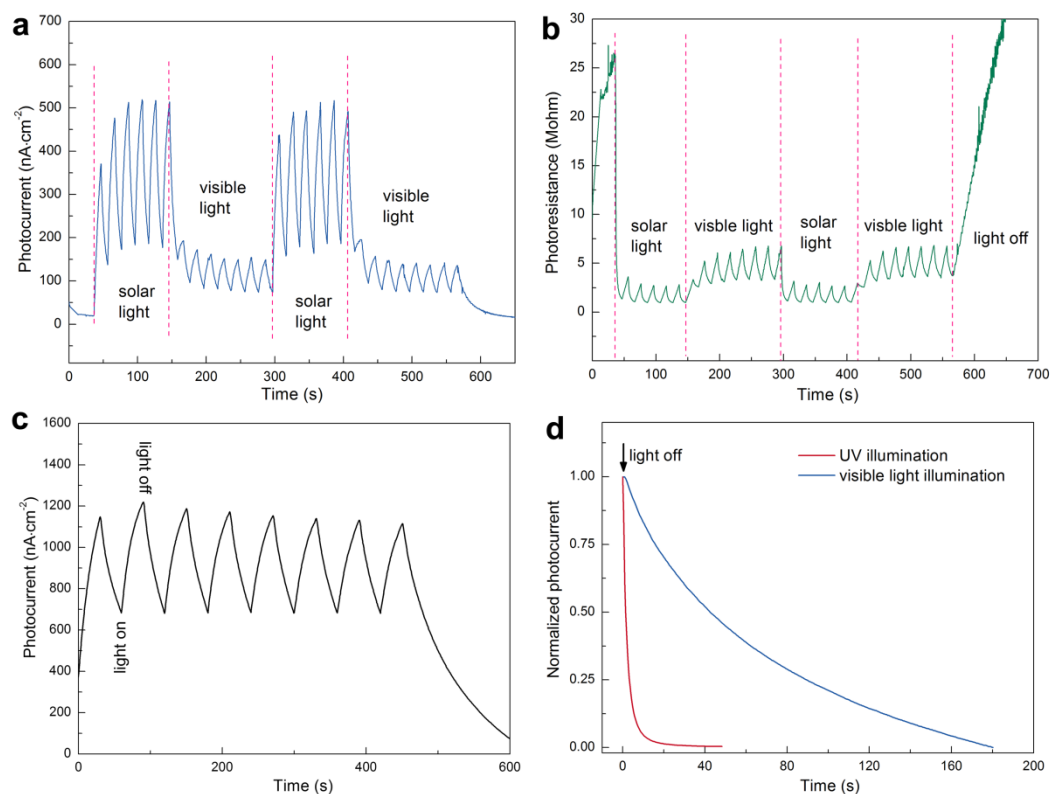 a
700
600
500
400
300
200
100
0
Photocurrent (nA·cm-2)
visible
light
visible
light
solar
light
solar
light
0 100 200 300 400 500 600
Time (s)
b
30
25
20
15
10
5
0
Photoresistance (Mohm)
solar
light
visble light
solar
light
visble light
light off
0 100 200 300 400 500 600 700
Time (s)
c
1600
1400
1200
1000
800
600
400
200
0
Photocurrent (nA·cm-2)
light off
light on
0 200 400 600
Time (s)
d
light off
UV illumination
visible light illumination
1.00
0.75
0.50
0.25
0.00
Normalized photocurrent
0 40 80 120 160 200
Time (s)